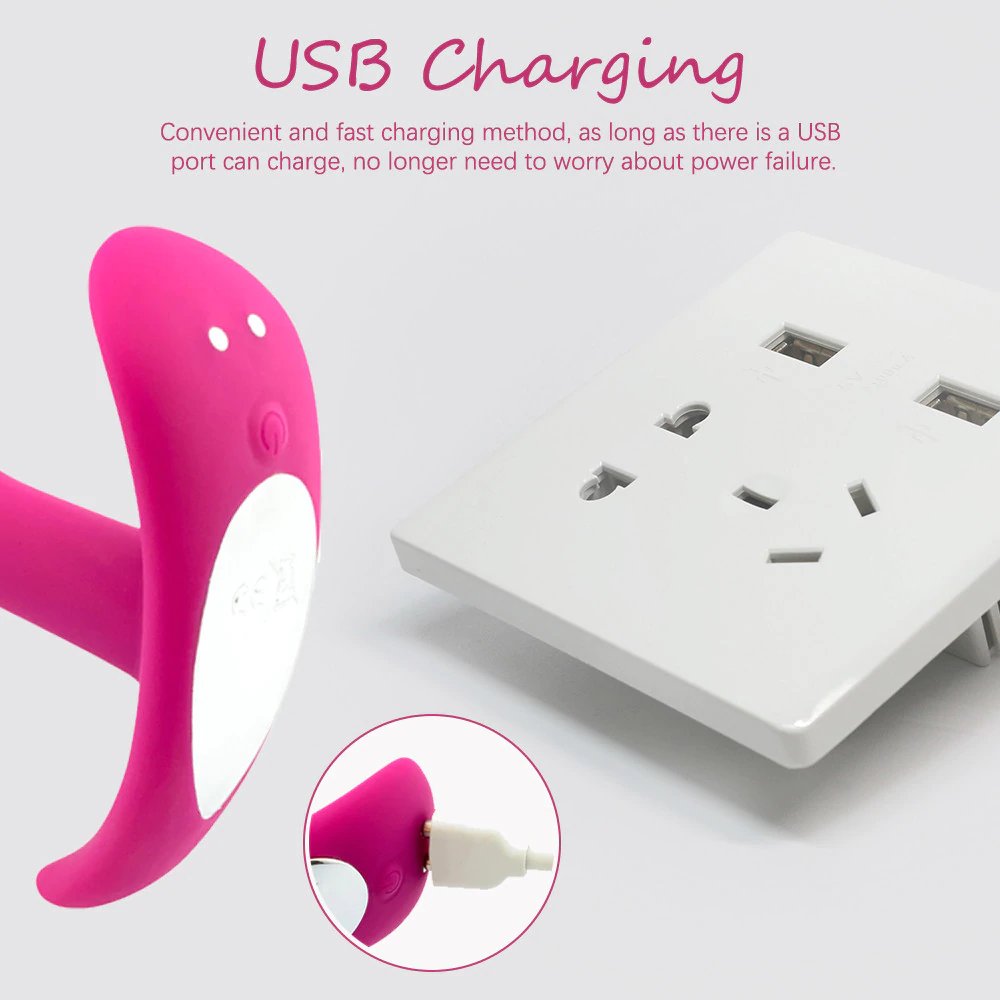 USB Charging
Convenient and fast charging method, as long as there is a USB
port can charge, no longer need to worry about power failure.